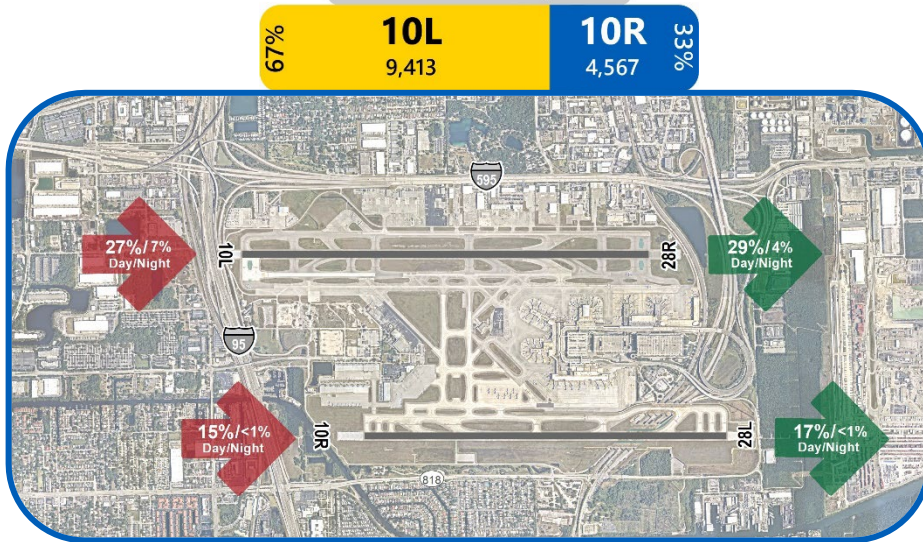 67%
10L
9,413
10R
4,567
33%
595
27%/7%
Day/Night
10L
28R
29%/4%
Day/Night
95
15%/<1%
Day/Night
10R
28L
17%/<1%
Day/Night
818